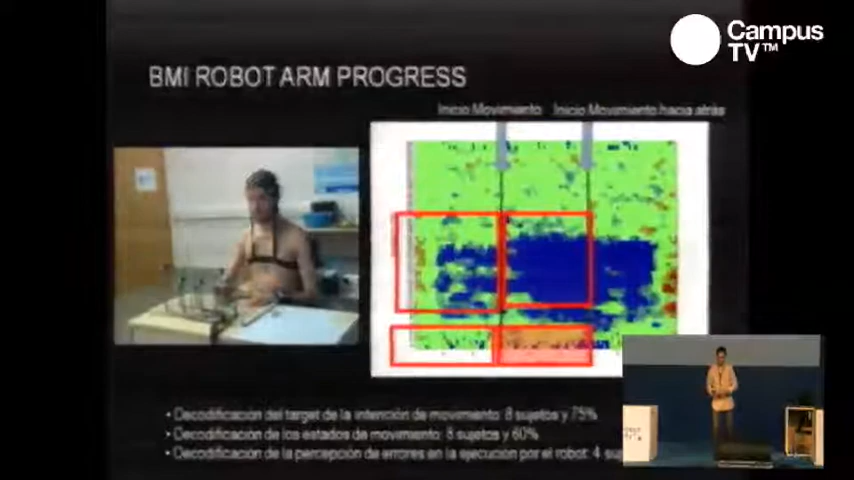 Campus
TV™
BMI ROBOT ARM PROGRESS
Inicio Movimiento Inicio Movimiento hacia atrás
• Decodificación del target de la intención de movimiento: 8 sujetos y 75%
• Decodificación de los estados de movimiento: 8 sujetos y 60%
• Decodificación de la percepción de errores en la ejecución por el robot: 4